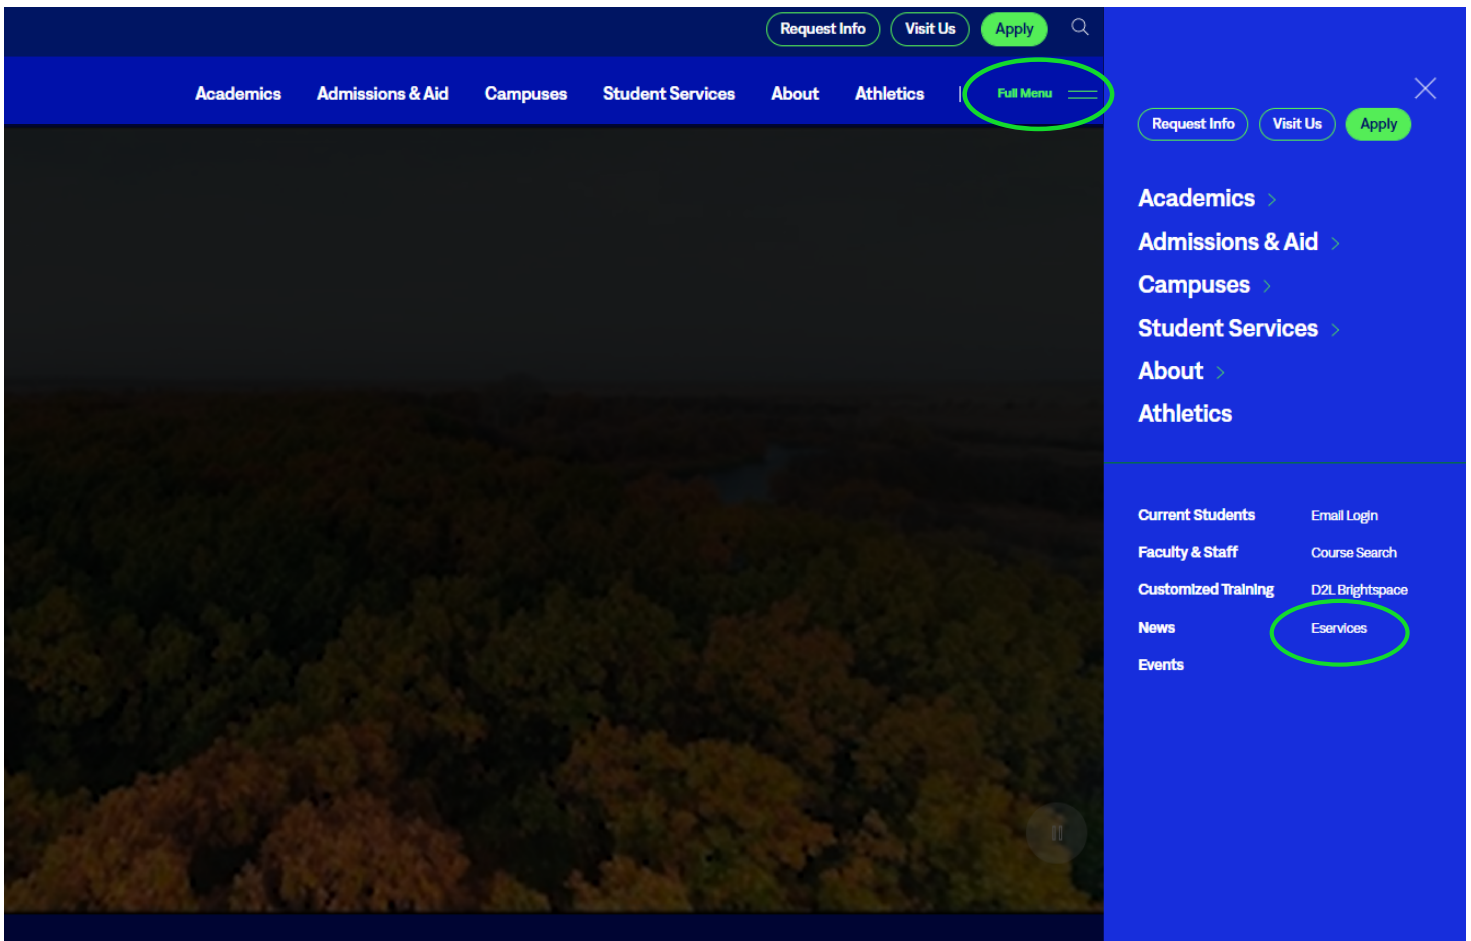 Request Info Visit Us Apply
Academics Admissions & Aid Campuses Student Services About Athletics | Full Menu
Request Info Visit Us Apply
Academics
Admissions & Aid
Campuses
Student Services
About
Athletics
Current Students
Faculty & Staff
Customized Training
News
Events
Email Login
Course Search
D2L Brightspace
Eservices